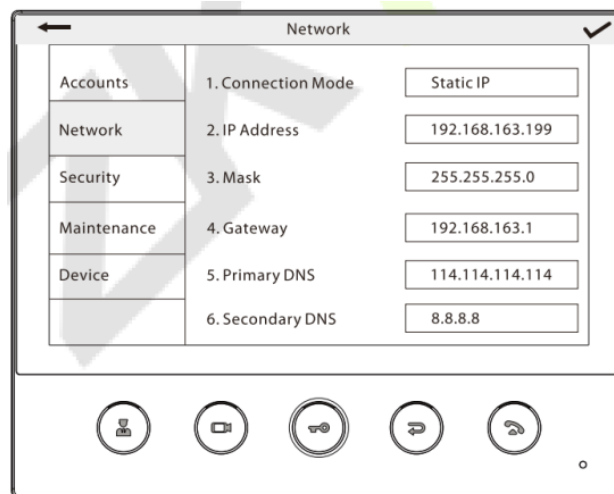 Network
Accounts
Network
Security
Maintenance
Device
1. Connection Mode Static IP
2. IP Address 192.168.163.199
3. Mask 255.255.255.0
4. Gateway 192.168.163.1
5. Primary DNS 114.114.114.114
6. Secondary DNS 8.8.8.8